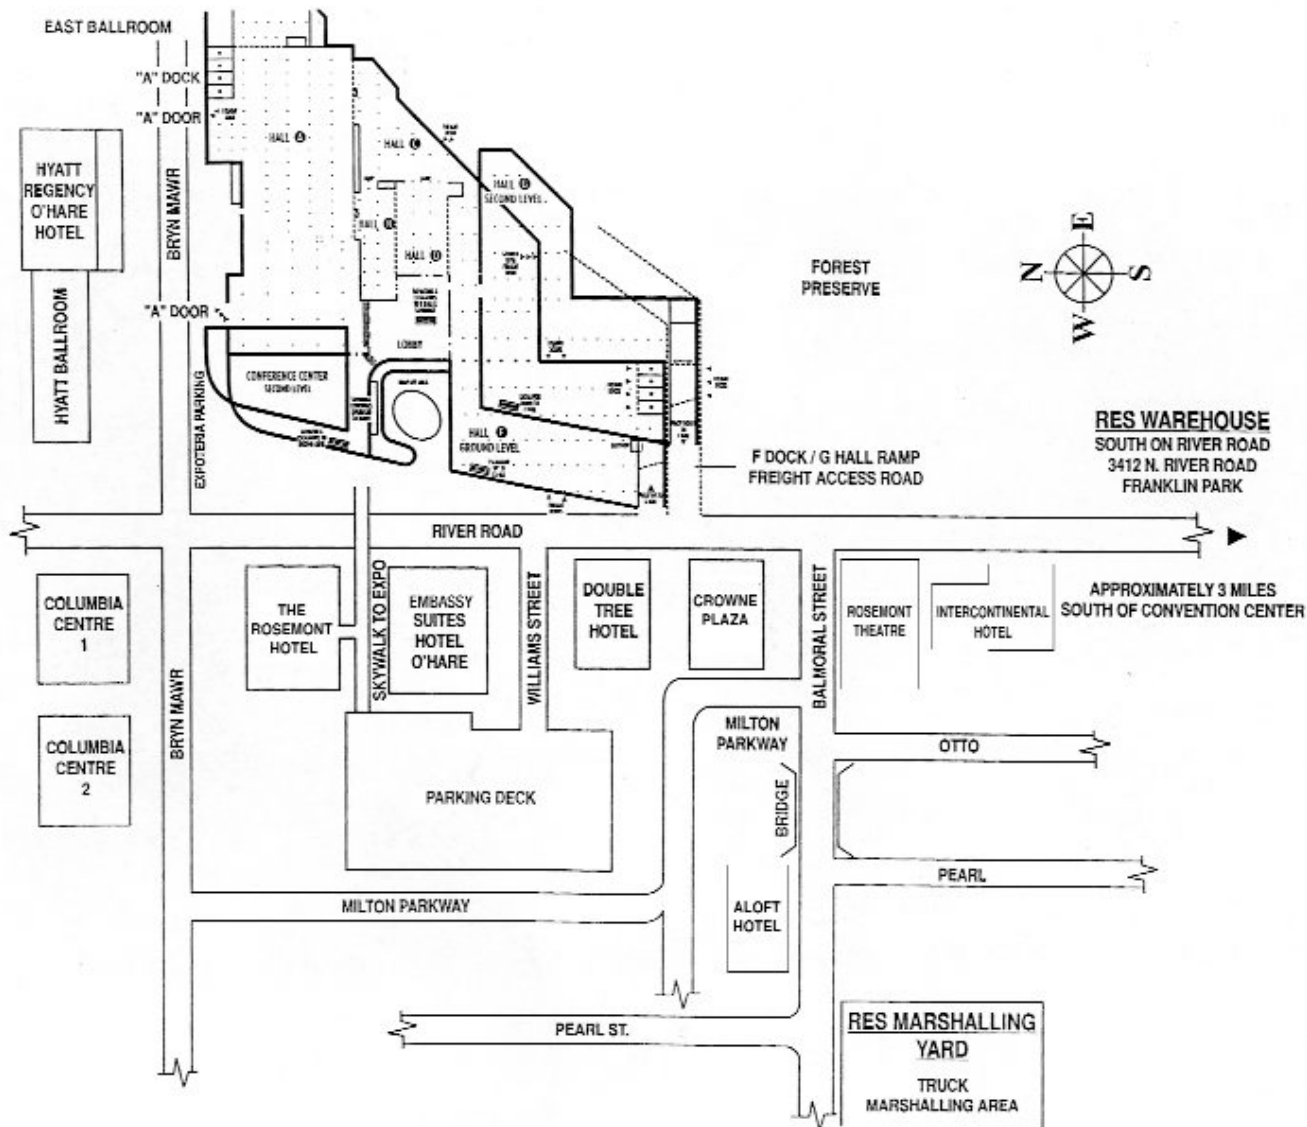 EAST BALLROOM
"A" DOCK
"A" DOOR
HALL A
HALL C
HYATT
REGENCY
O'HARE
HOTEL
BRYN MAWR
HALL G
SECOND LEVEL
HALL
HALL D
FOREST
PRESERVE
E
N
S
W
HYATT BALLROOM
"A" DOOR
LOBBY
CONFERENCE CENTER
SECOND LEVEL
EXPOTERIA PARKING
HALL F
GROUND LEVEL
F DOCK / G HALL RAMP
FREIGHT ACCESS ROAD
RES WAREHOUSE
SOUTH ON RIVER ROAD
3412 N. RIVER ROAD
FRANKLIN PARK
RIVER ROAD
COLUMBIA
CENTRE
1
THE
ROSEMONT
HOTEL
SKYWALK TO EXPO
EMBASSY
SUITES
HOTEL
O'HARE
WILLIAMS STREET
DOUBLE
TREE
HOTEL
CROWNE
PLAZA
BALMORAL STREET
ROSEMONT
THEATRE
INTERCONTINENTAL
HOTEL
APPROXIMATELY 3 MILES
SOUTH OF CONVENTION CENTER
COLUMBIA
CENTRE
2
BRYN MAWR
MILTON
PARKWAY
OTTO
PARKING DECK
BRIDGE
PEARL
MILTON PARKWAY
ALOFT
HOTEL
PEARL ST.
RES MARSHALLING
YARD
TRUCK
MARSHALLING AREA